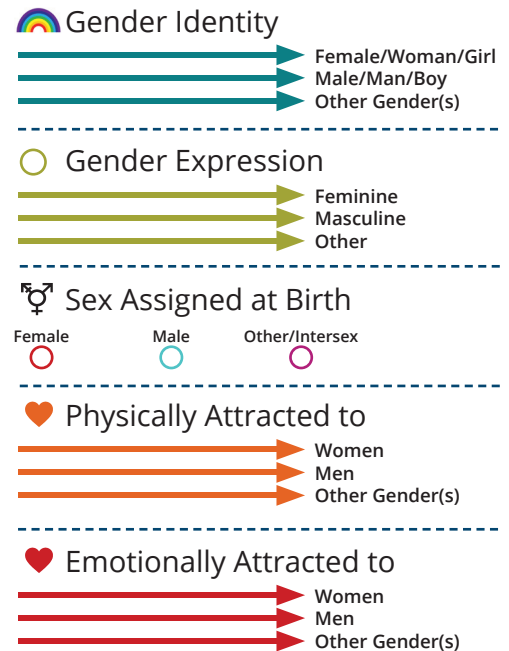 Gender Identity
Female/Woman/Girl
Male/Man/Boy
Other Gender(s)
Gender Expression
Feminine
Masculine
Other
Sex Assigned at Birth
Female Male Other/Intersex
Physically Attracted to
Women
Men
Other Gender(s)
Emotionally Attracted to
Women
Men
Other Gender(s)